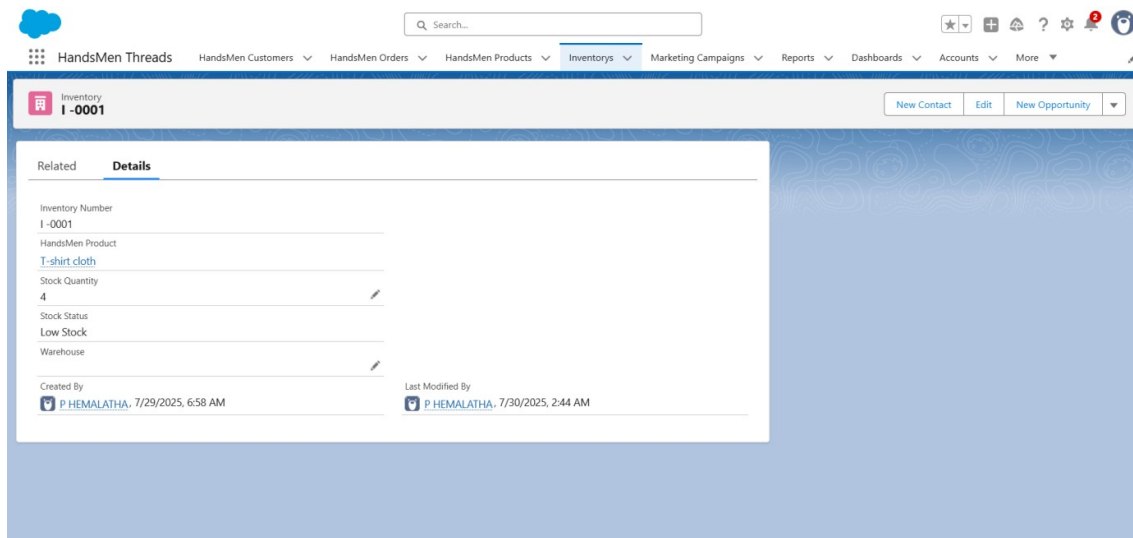 Search...
2
HandsMen Threads HandsMen Customers HandsMen Orders HandsMen Products Inventorys Marketing Campaigns Reports Dashboards Accounts More
Inventory
I -0001
New Contact Edit New Opportunity
Related Details
Inventory Number
I -0001
HandsMen Product
T-shirt cloth
Stock Quantity
4
Stock Status
Low Stock
Warehouse
Created By Last Modified By
P HEMALATHA, 7/29/2025, 6:58 AM P HEMALATHA, 7/30/2025, 2:44 AM